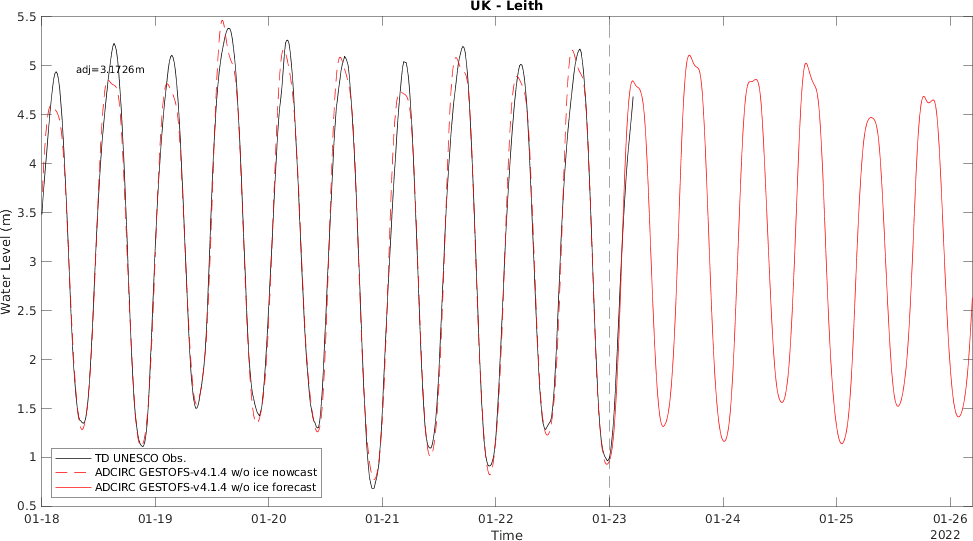 UK - Leith
5.5
5
4.5
4
3.5
3
2.5
2
1.5
1
0.5
Water Level (m)
adj=3.1726m
TD UNESCO Obs.
ADCIRC GESTOFS-v4.1.4 w/o ice nowcast
ADCIRC GESTOFS-v4.1.4 w/o ice forecast
01-18 01-19 01-20 01-21 01-22 01-23 01-24 01-25 01-26
Time
2022